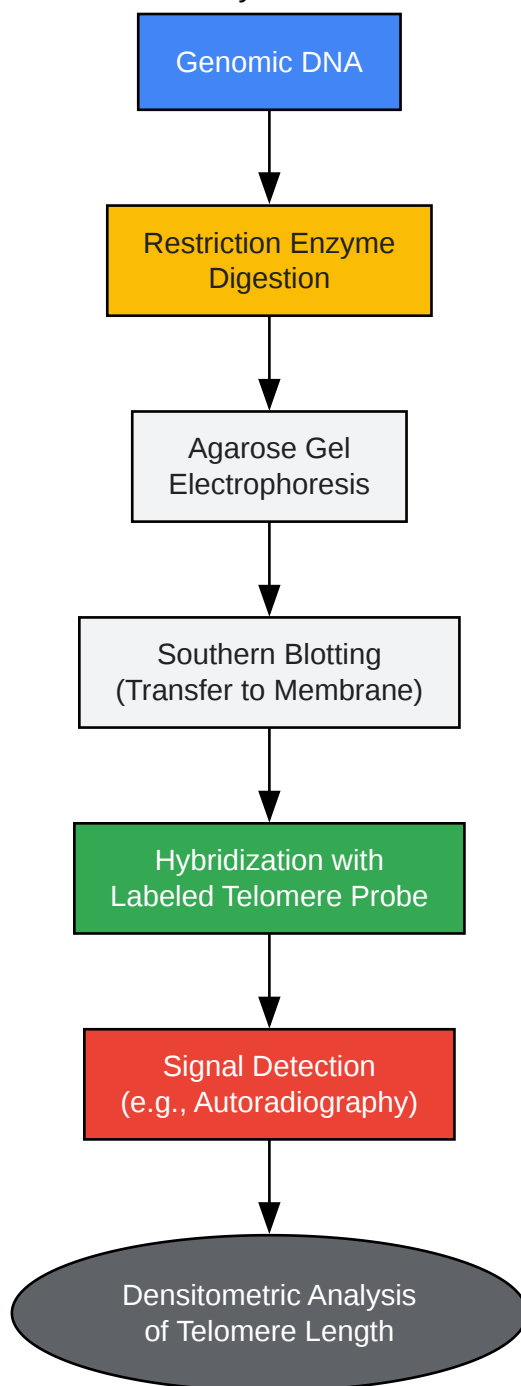 Genomic DNA
Restriction Enzyme
Digestion
Agarose Gel
Electrophoresis
Southern Blotting
(Transfer to Membrane)
Hybridization with
Labeled Telomere Probe
Signal Detection
(e.g., Autoradiography)
Densitometric Analysis
of Telomere Length